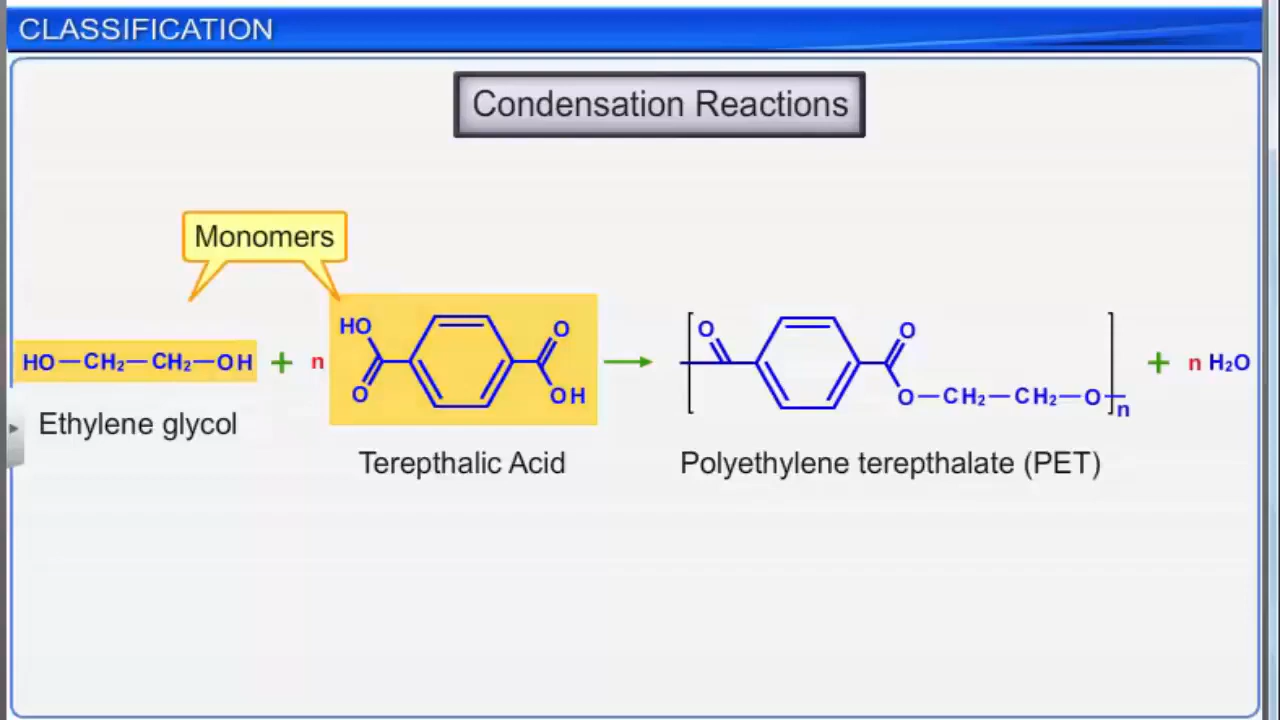 CLASSIFICATION
Condensation Reactions
Monomers
HO—CH₂—CH₂—OH + n HO O O OH → [ O O O—CH₂—CH₂—O ]n + n H₂O
Ethylene glycol
Terepthalic Acid
Polyethylene terepthalate (PET)